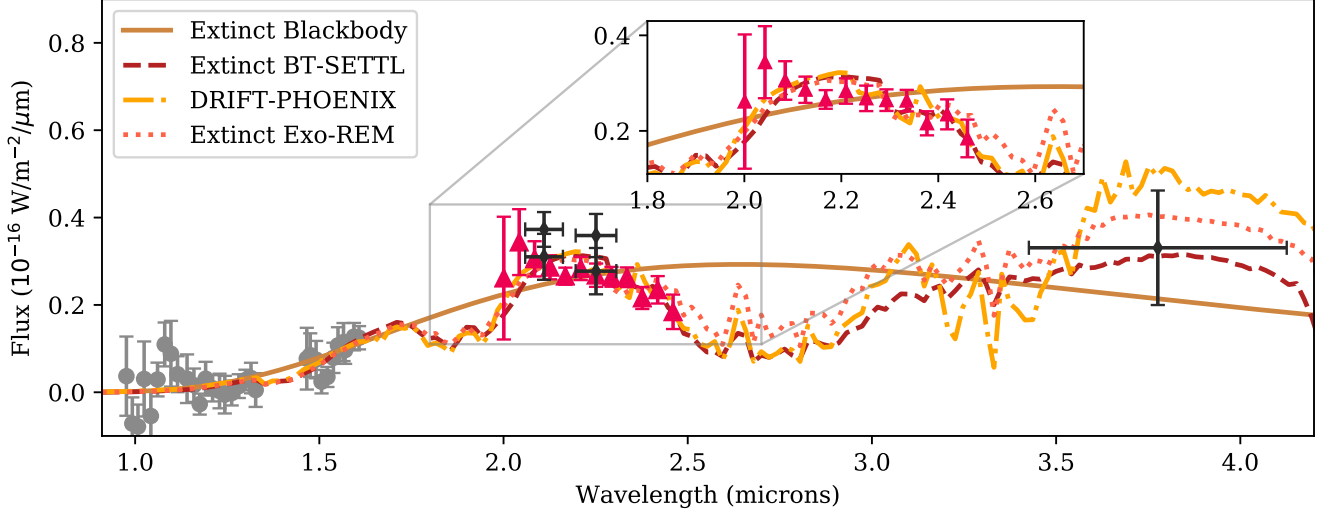 Extinct Blackbody
Extinct BT-SETTL
DRIFT-PHOENIX
Extinct Exo-REM
0.8
0.6
0.4
0.2
0.0
Flux (10⁻¹⁶ W/m⁻²/μm)
0.4
0.2
1.8 2.0 2.2 2.4 2.6
1.0 1.5 2.0 2.5 3.0 3.5 4.0
Wavelength (microns)